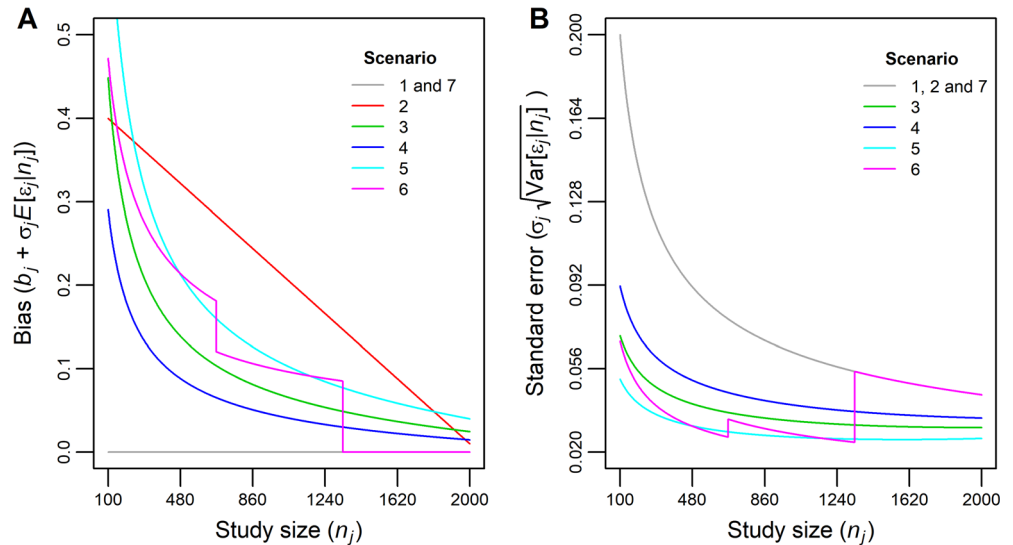 A
Bias (bⱼ + σⱼE[εⱼ|nⱼ])
0.5
0.4
0.3
0.2
0.1
0.0
Scenario
1 and 7
2
3
4
5
6
100 480 860 1240 1620 2000
Study size (nⱼ)
B
Standard error (σⱼ √Var[εⱼ|nⱼ] )
0.200
0.164
0.128
0.092
0.056
0.020
Scenario
1, 2 and 7
3
4
5
6
100 480 860 1240 1620 2000
Study size (nⱼ)